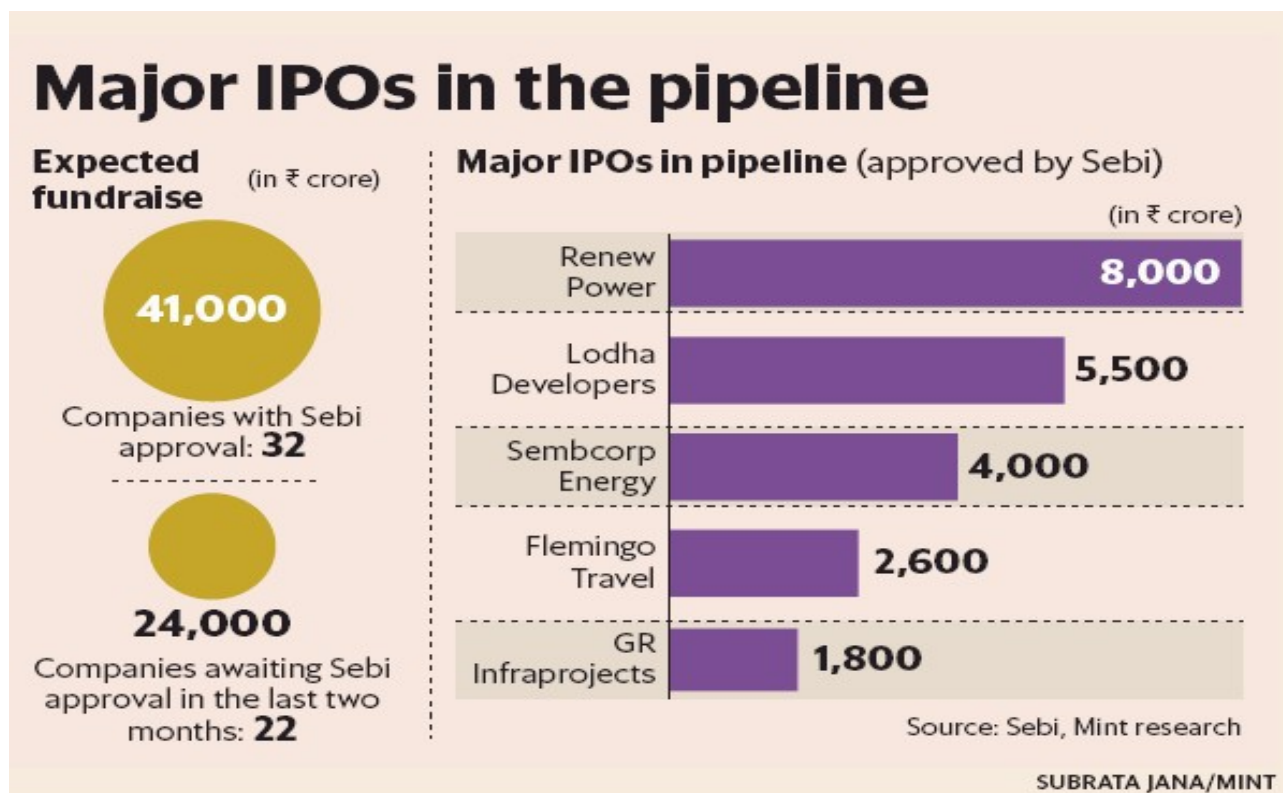 Major IPOs in the pipeline
Expected
fundraise
(in ₹ crore)
41,000
Companies with Sebi
approval: 32
24,000
Companies awaiting Sebi
approval in the last two
months: 22
Major IPOs in pipeline (approved by Sebi)
(in ₹ crore)
Renew
Power
8,000
Lodha
Developers
5,500
Sembcorp
Energy
4,000
Flemingo
Travel
2,600
GR
Infraprojects
1,800
Source: Sebi, Mint research
SUBRATA JANA/MINT